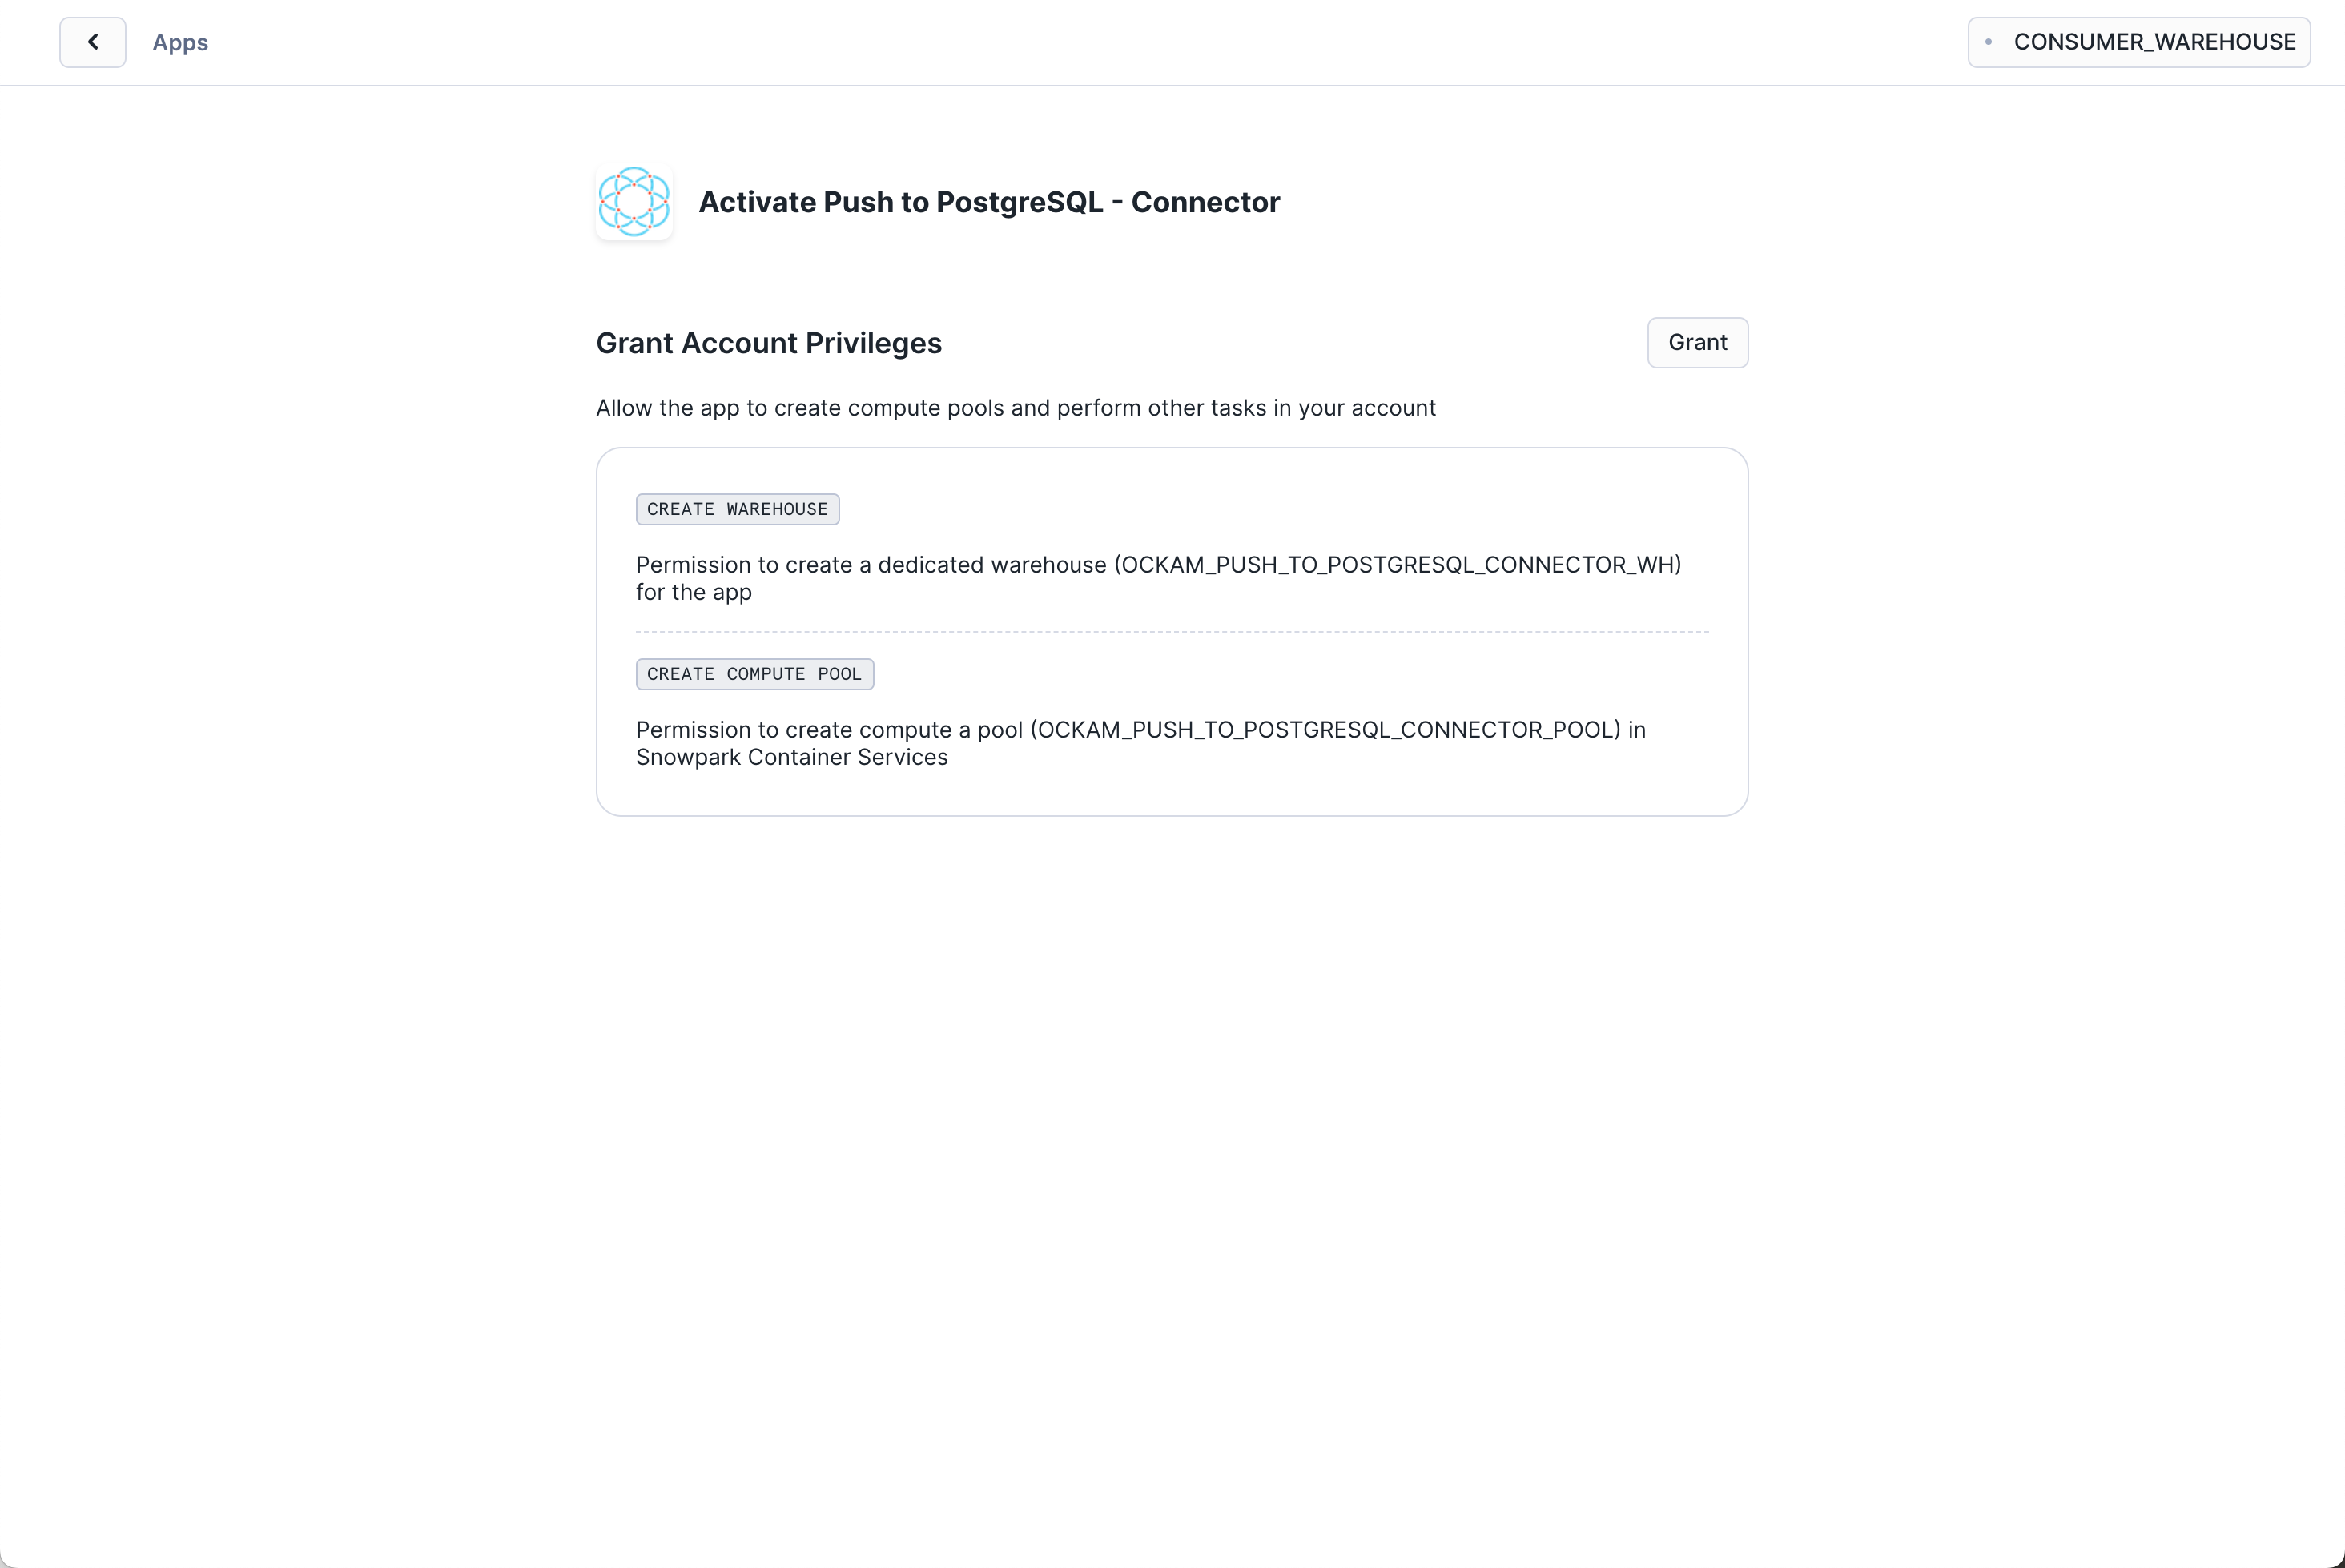 Apps
CONSUMER_WAREHOUSE
Activate Push to PostgreSQL - Connector
Grant Account Privileges
Grant
Allow the app to create compute pools and perform other tasks in your account
CREATE WAREHOUSE
Permission to create a dedicated warehouse (OCKAM_PUSH_TO_POSTGRESQL_CONNECTOR_WH)
for the app
CREATE COMPUTE POOL
Permission to create compute a pool (OCKAM_PUSH_TO_POSTGRESQL_CONNECTOR_POOL) in
Snowpark Container Services